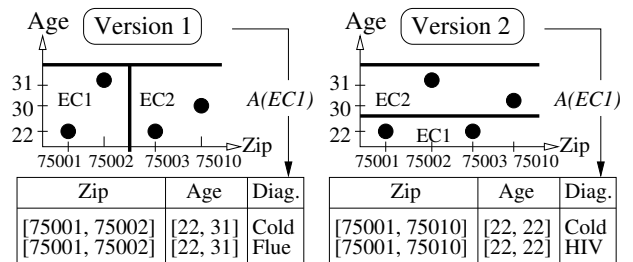 Age Version 1
31
30
22
EC1 EC2
A(EC1)
75001 75002 75003 75010 Zip
Zip Age Diag.
[75001, 75002] [22, 31] Cold
[75001, 75002] [22, 31] Flue
Age Version 2
31
30
22
EC2
EC1
A(EC1)
75001 75002 75003 75010 Zip
Zip Age Diag.
[75001, 75010] [22, 22] Cold
[75001, 75010] [22, 22] HIV